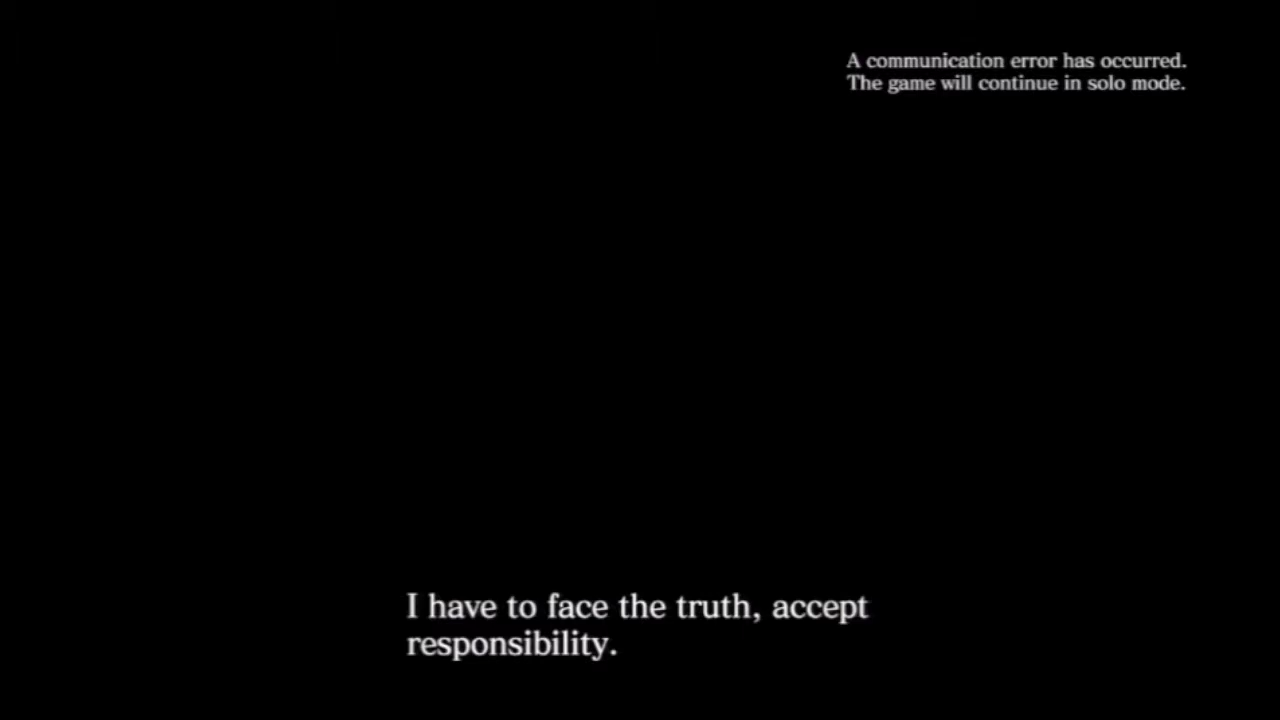 A communication error has occurred.
The game will continue in solo mode.
I have to face the truth, accept
responsibility.